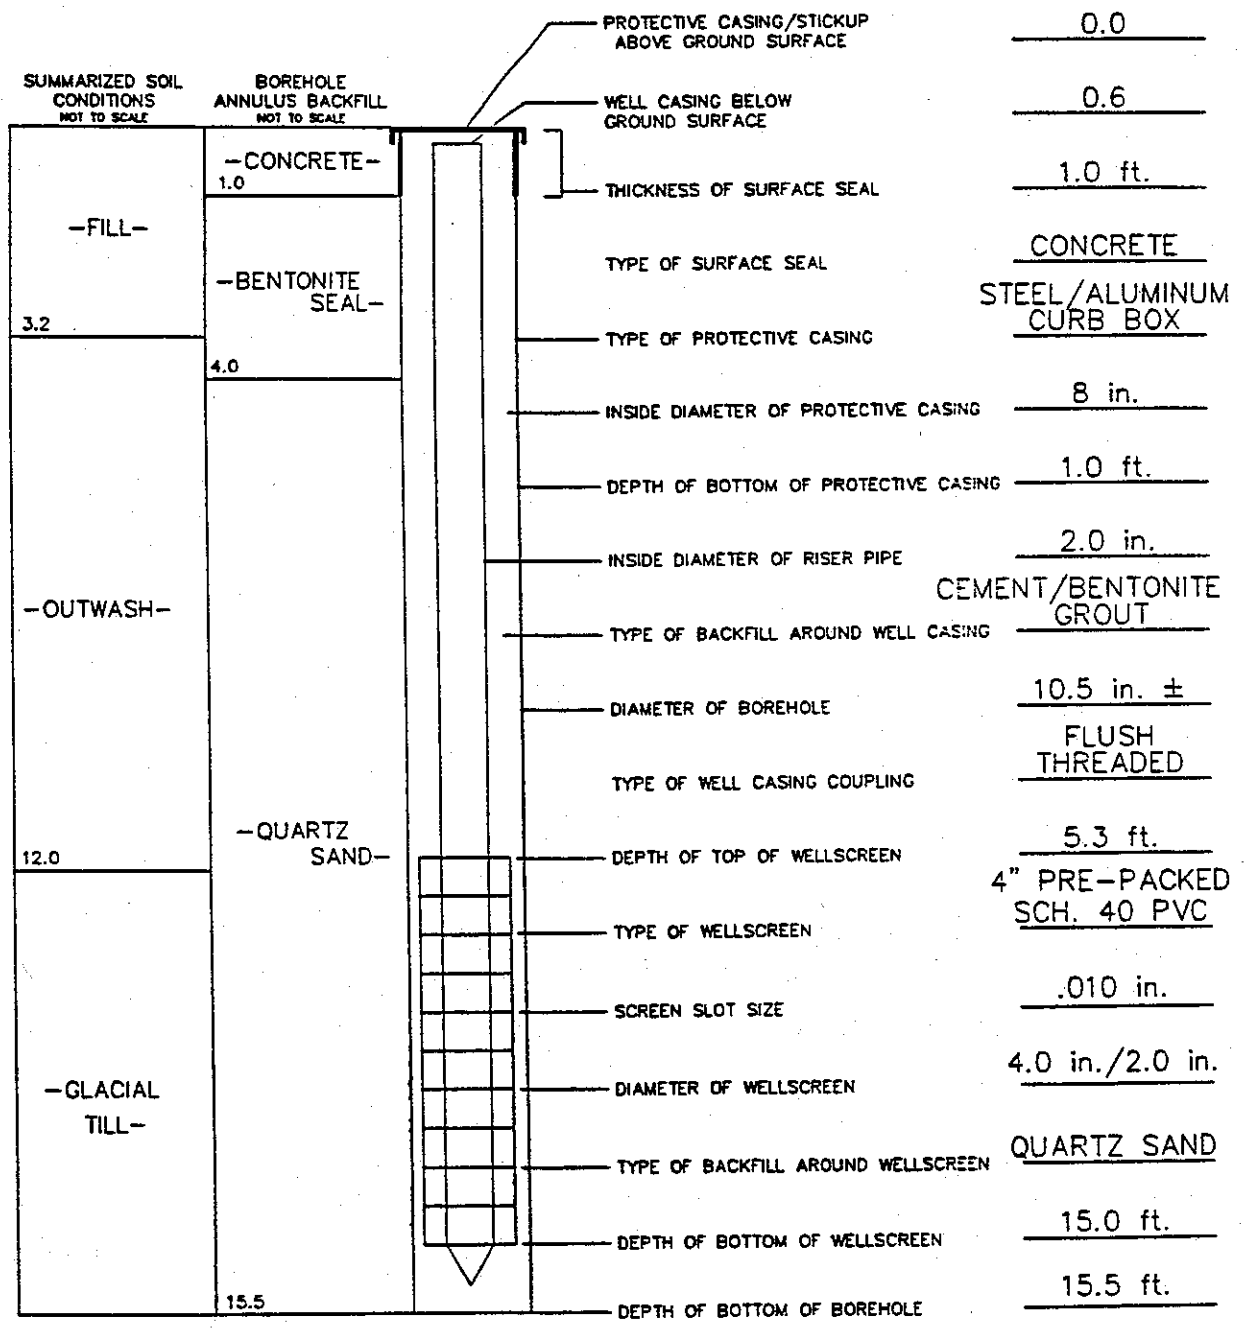 PROTECTIVE CASING/STICKUP
ABOVE GROUND SURFACE
0.0
SUMMARIZED SOIL
CONDITIONS
NOT TO SCALE
BOREHOLE
ANNULUS BACKFILL
NOT TO SCALE
WELL CASING BELOW
GROUND SURFACE
0.6
-CONCRETE-
1.0
THICKNESS OF SURFACE SEAL
1.0 ft.
-FILL-
TYPE OF SURFACE SEAL
CONCRETE
-BENTONITE
SEAL-
3.2
STEEL/ALUMINUM
CURB BOX
TYPE OF PROTECTIVE CASING
4.0
INSIDE DIAMETER OF PROTECTIVE CASING
8 in.
DEPTH OF BOTTOM OF PROTECTIVE CASING
1.0 ft.
INSIDE DIAMETER OF RISER PIPE
2.0 in.
-OUTWASH-
CEMENT/BENTONITE
GROUT
TYPE OF BACKFILL AROUND WELL CASING
DIAMETER OF BOREHOLE
10.5 in. ±
FLUSH
THREADED
TYPE OF WELL CASING COUPLING
-QUARTZ
SAND-
12.0
DEPTH OF TOP OF WELLSCREEN
5.3 ft.
4" PRE-PACKED
SCH. 40 PVC
TYPE OF WELLSCREEN
SCREEN SLOT SIZE
.010 in.
-GLACIAL
TILL-
DIAMETER OF WELLSCREEN
4.0 in./2.0 in.
TYPE OF BACKFILL AROUND WELLSCREEN
QUARTZ SAND
DEPTH OF BOTTOM OF WELLSCREEN
15.0 ft.
15.5
DEPTH OF BOTTOM OF BOREHOLE
15.5 ft.